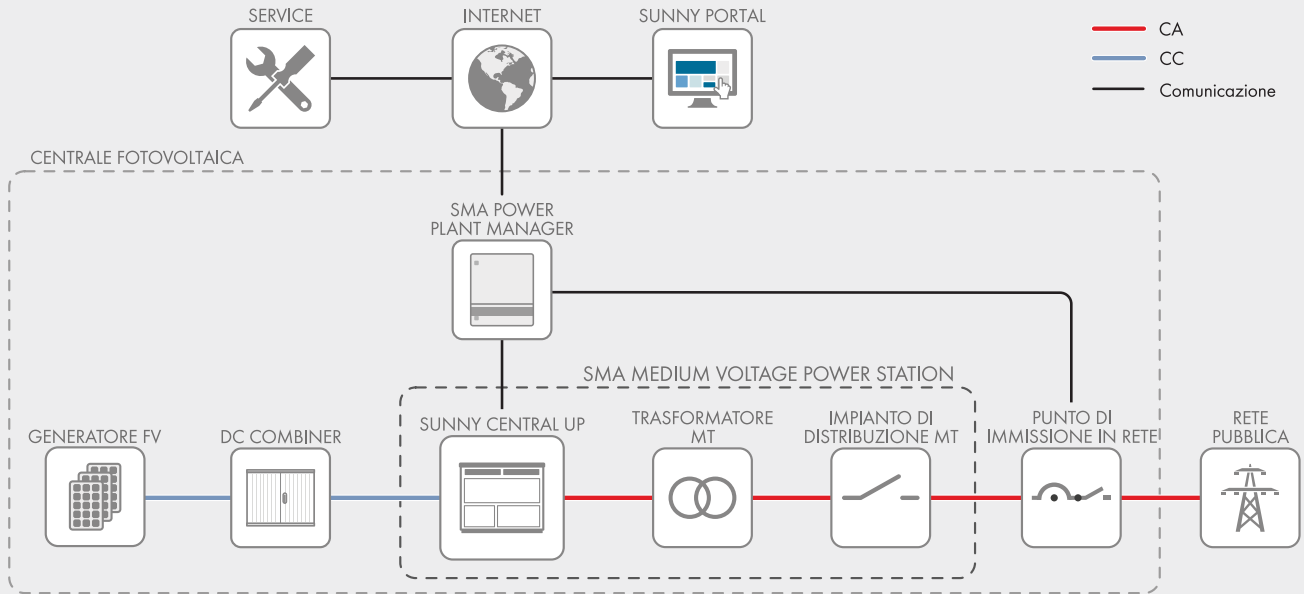 SERVICE
INTERNET
SUNNY PORTAL
CA
CC
Comunicazione
CENTRALE FOTOVOLTAICA
SMA POWER
PLANT MANAGER
SMA MEDIUM VOLTAGE POWER STATION
GENERATORE FV
DC COMBINER
SUNNY CENTRAL UP
TRASFORMATORE
MT
IMPIANTO DI
DISTRIBUZIONE MT
PUNTO DI
IMMISSIONE IN RETE
RETE
PUBBLICA